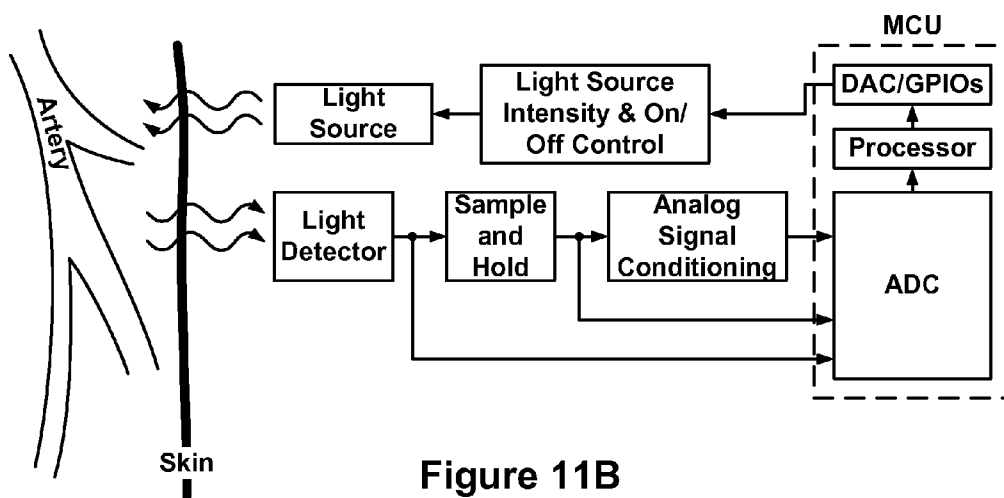 MCU
Light
Source
Light Source
Intensity & On/
Off Control
DAC/GPIOs
Processor
Artery
Light
Detector
Sample
and
Hold
Analog
Signal
Conditioning
ADC
Skin
Figure 11B